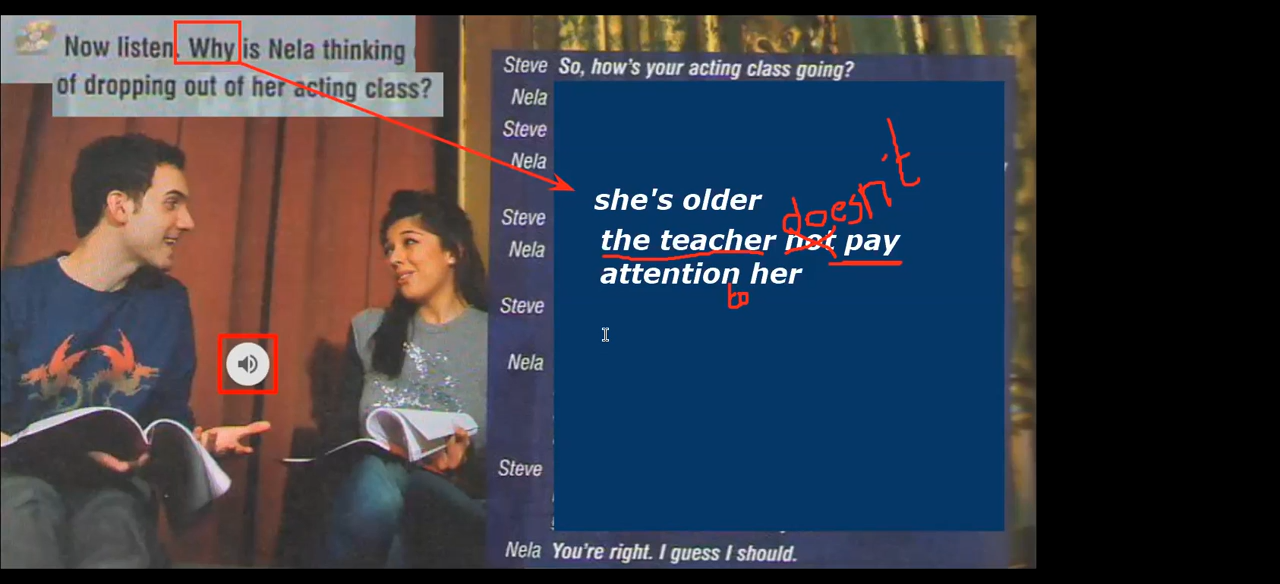 Now listen. Why is Nela thinking
of dropping out of her acting class?
Steve So, how's your acting class going?
Nela
Steve
Nela
she's older
Steve
doesn't
Nela
the teacher not pay
attention her
to
Steve
Nela
Steve
Nela You're right. I guess I should.